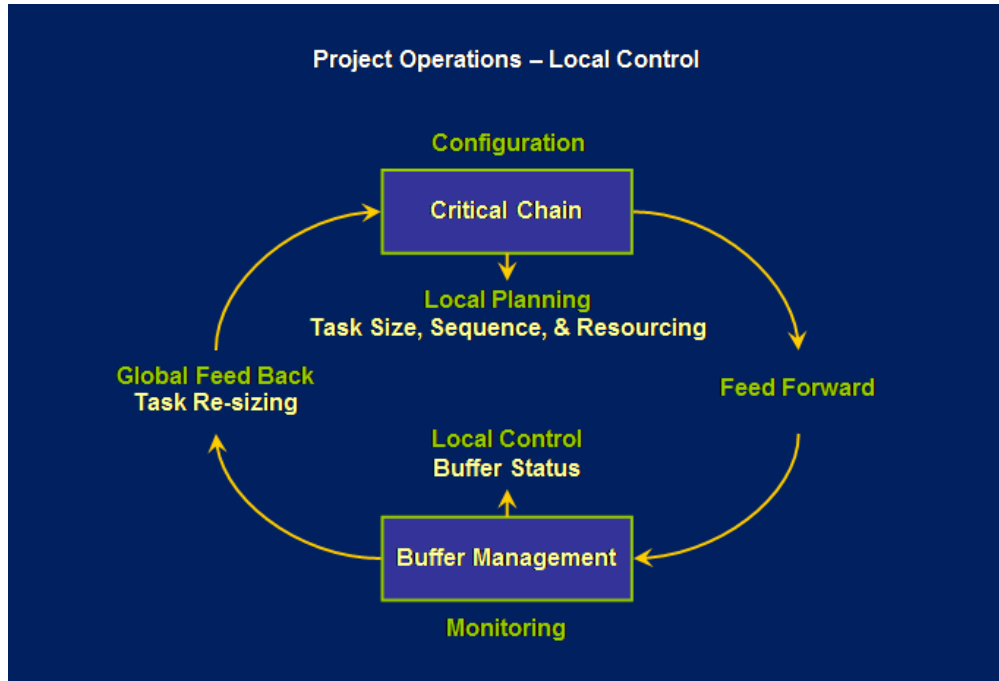 Project Operations – Local Control
Configuration
Critical Chain
Local Planning
Task Size, Sequence, & Resourcing
Global Feed Back
Task Re-sizing
Feed Forward
Local Control
Buffer Status
Buffer Management
Monitoring